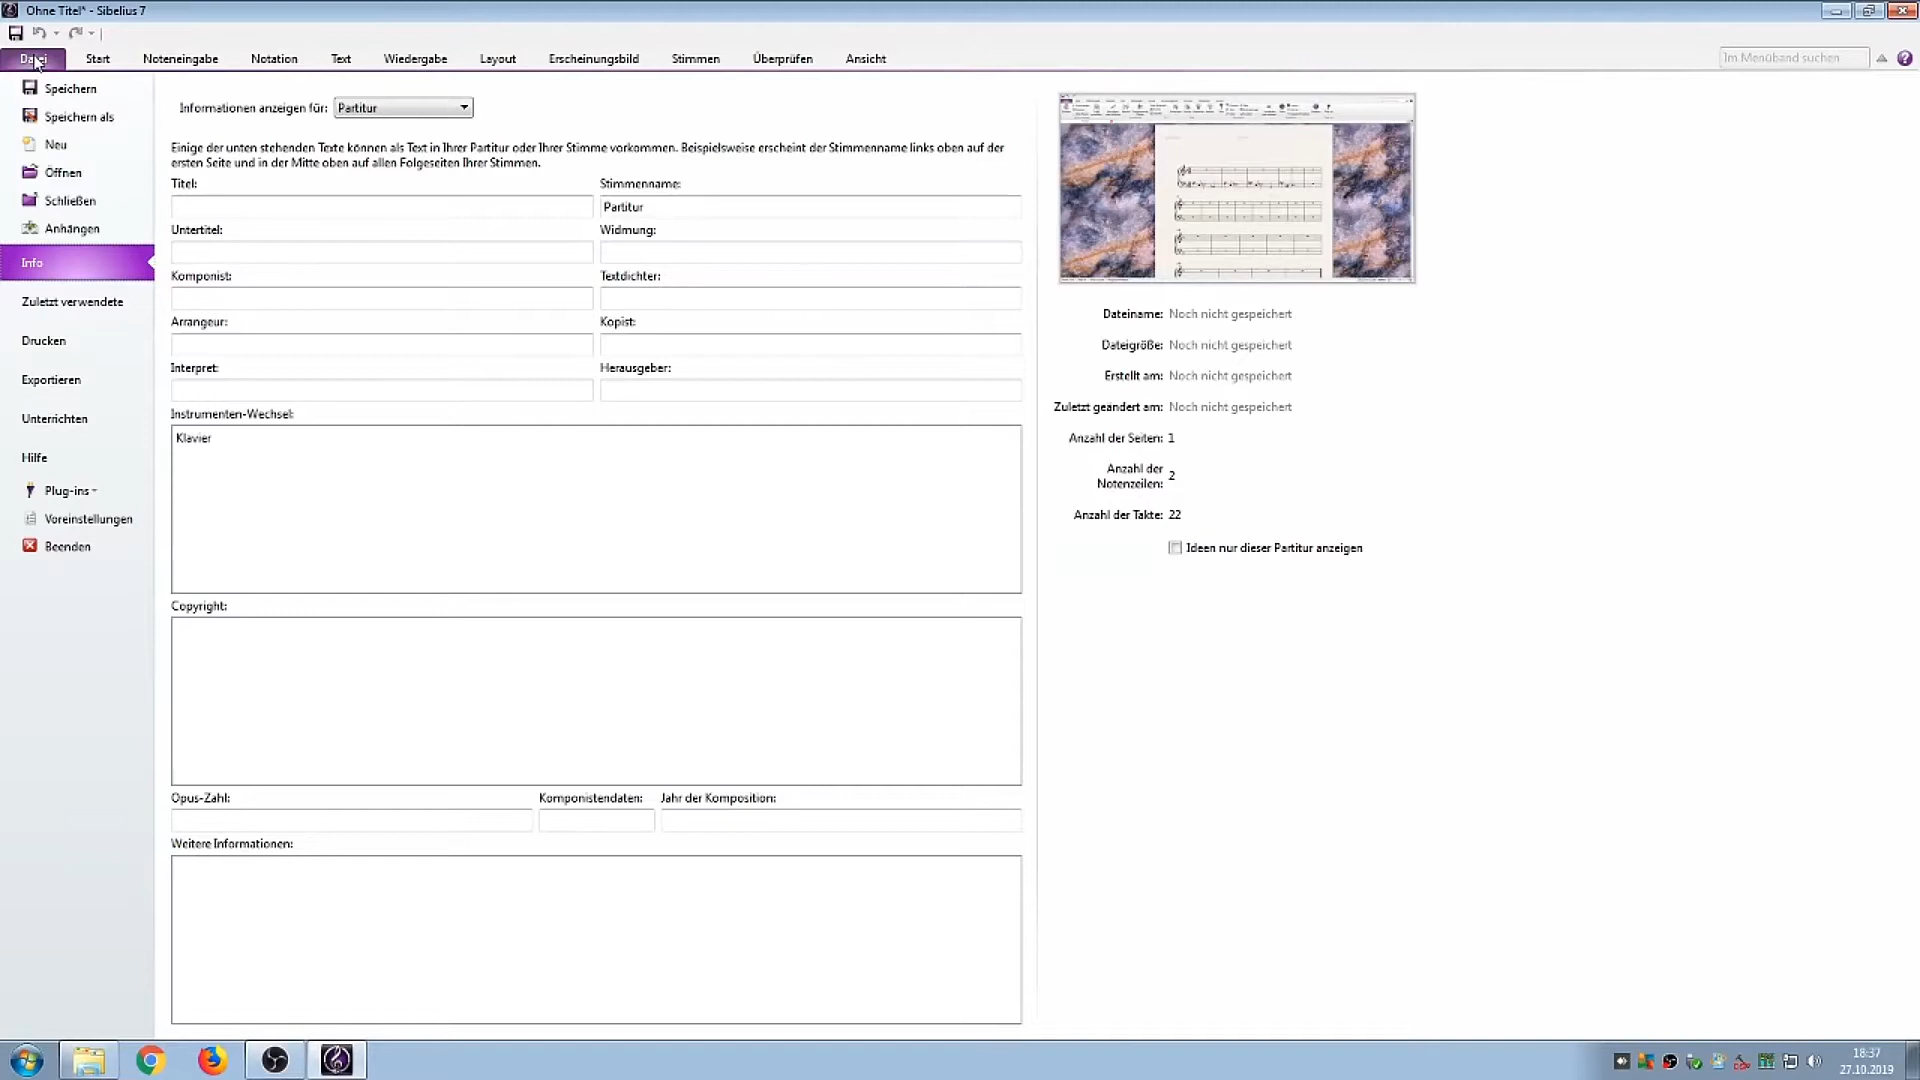 Ohne Titel* - Sibelius 7
Datei Start Noteneingabe Notation Text Wiedergabe Layout Erscheinungsbild Stimmen Überprüfen Ansicht Im Menüband suchen
Speichern
Speichern als
Neu
Öffnen
Schließen
Anhängen
Info
Zuletzt verwendete
Drucken
Exportieren
Unterrichten
Hilfe
Plug-ins
Voreinstellungen
Beenden
Informationen anzeigen für: Partitur
Einige der unten stehenden Texte können als Text in Ihrer Partitur oder Ihrer Stimme vorkommen. Beispielsweise erscheint der Stimmenname links oben auf der
ersten Seite und in der Mitte oben auf allen Folgeseiten Ihrer Stimmen.
Titel: Stimmenname:
Partitur
Untertitel: Widmung:
Komponist: Textdichter:
Arrangeur: Kopist:
Interpret: Herausgeber:
Instrumenten-Wechsel:
Klavier
Copyright:
Opus-Zahl: Komponistendaten: Jahr der Komposition:
Weitere Informationen:
Dateiname: Noch nicht gespeichert
Dateigröße: Noch nicht gespeichert
Erstellt am: Noch nicht gespeichert
Zuletzt geändert am: Noch nicht gespeichert
Anzahl der Seiten: 1
Anzahl der
Notenzeilen: 2
Anzahl der Takte: 22
Ideen nur dieser Partitur anzeigen
18:37
27.10.2019